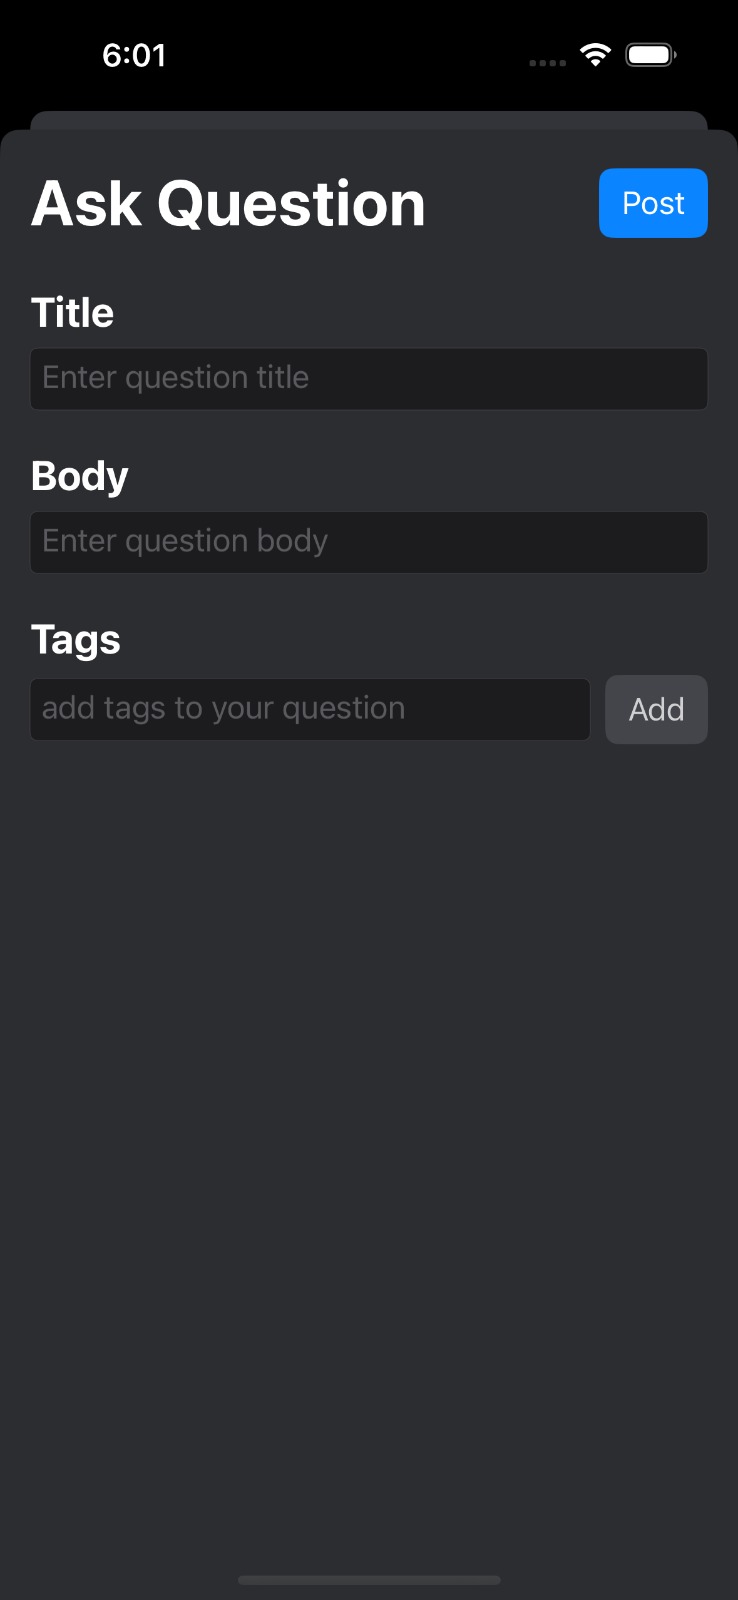 6:01
Ask Question
Post
Title
Enter question title
Body
Enter question body
Tags
add tags to your question
Add